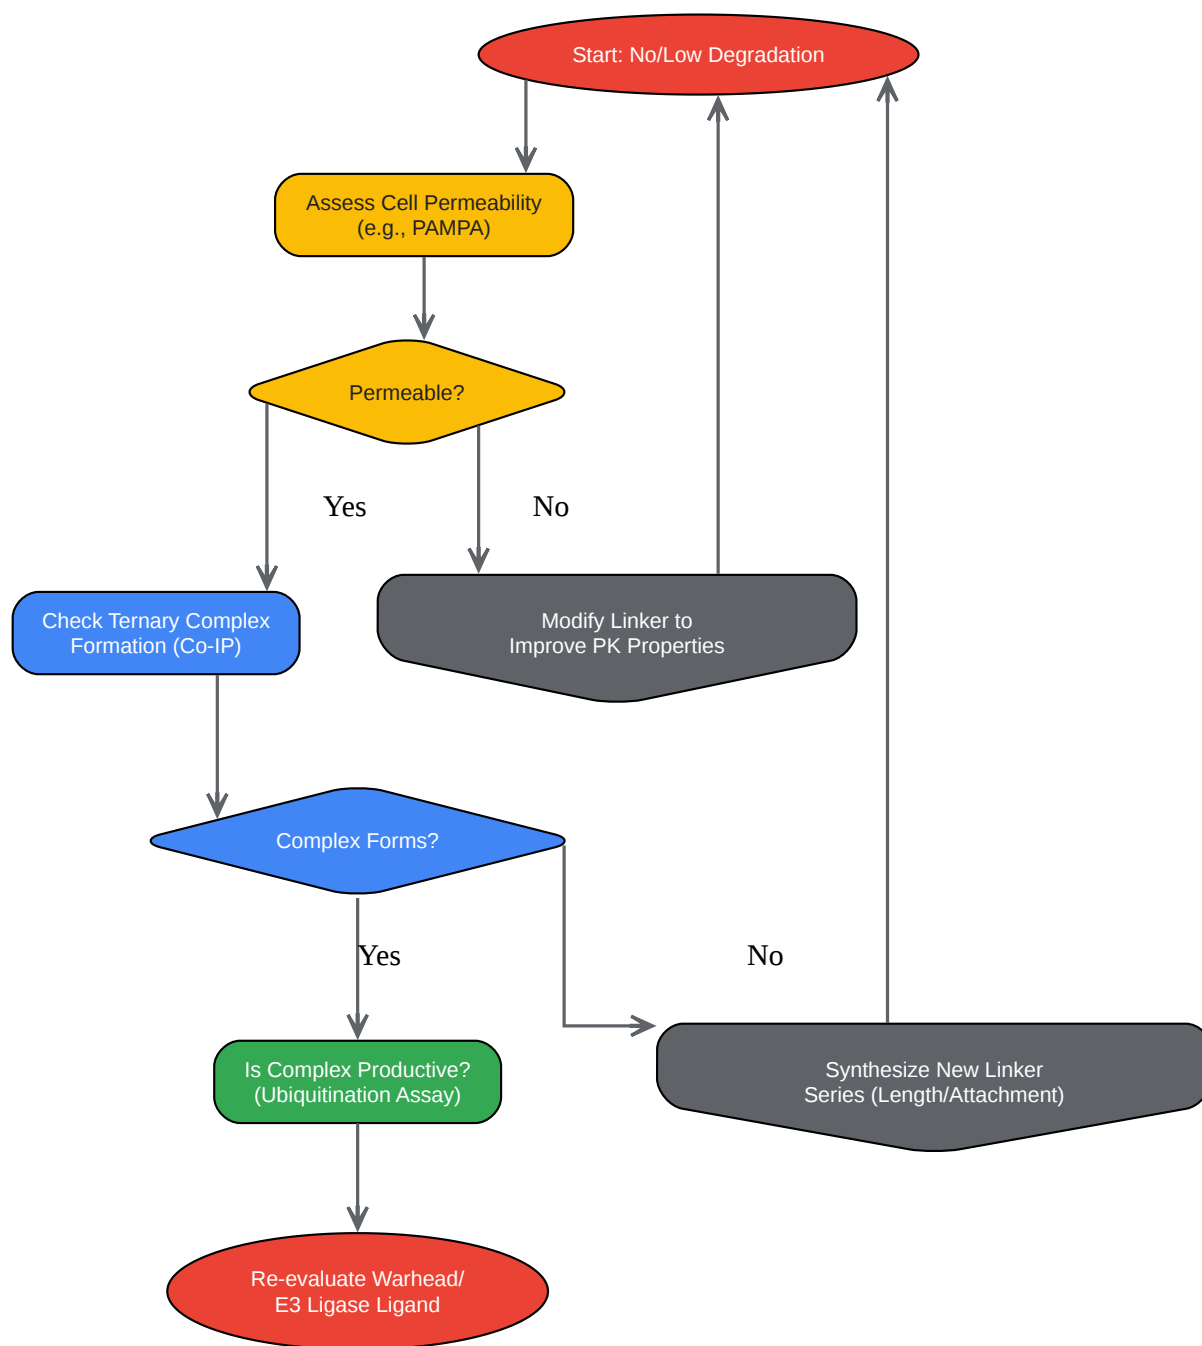 Start: No/Low Degradation
Assess Cell Permeability
(e.g., PAMPA)
Permeable?
Yes
No
Check Ternary Complex
Formation (Co-IP)
Modify Linker to
Improve PK Properties
Complex Forms?
Yes
No
Is Complex Productive?
(Ubiquitination Assay)
Synthesize New Linker
Series (Length/Attachment)
Re-evaluate Warhead/
E3 Ligase Ligand